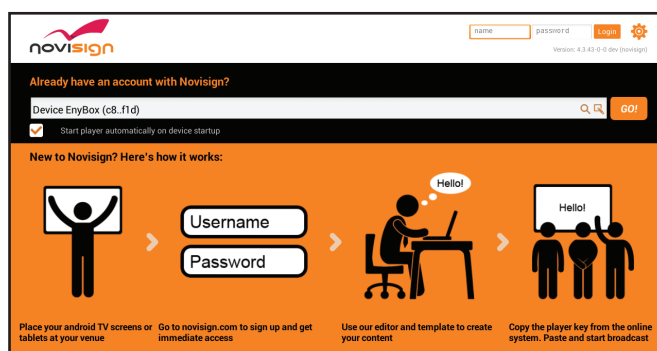 novisign
name password Login
Version: 4.3.43-0-0 dev (novisign)
Already have an account with Novisign?
Device EnyBox (c8..f1d)
GO!
Start player automatically on device startup
New to Novisign? Here's how it works:
Hello!
Hello!
Username
Password
Place your android TV screens or
tablets at your venue
Go to novisign.com to sign up and get
immediate access
Use our editor and template to create
your content
Copy the player key from the online
system. Paste and start broadcast